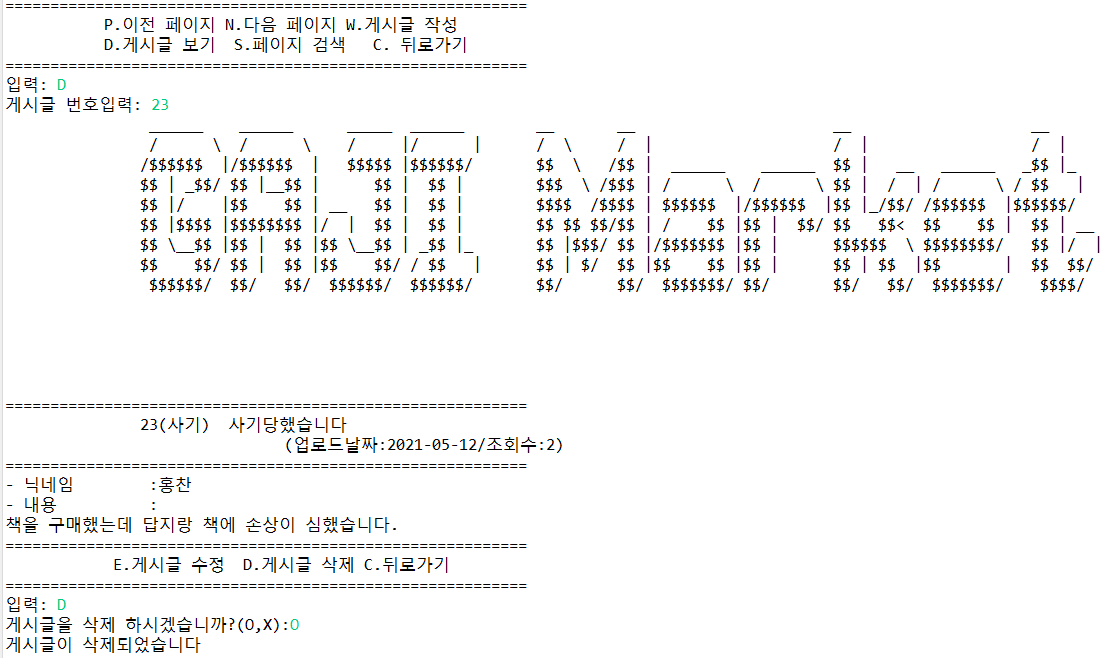 =========================================================
P.이전 페이지 N.다음 페이지 W.게시글 작성
D.게시글 보기 S.페이지 검색 C. 뒤로가기
=========================================================
입력: D
게시글 번호입력: 23
GAJI Market
=========================================================
23(사기) 사기당했습니다
(업로드날짜:2021-05-12/조회수:2)
=========================================================
- 닉네임 :홍찬
- 내용 :
책을 구매했는데 답지랑 책에 손상이 심했습니다.
=========================================================
E.게시글 수정 D.게시글 삭제 C.뒤로가기
=========================================================
입력: D
게시글을 삭제 하시겠습니까?(O,X):O
게시글이 삭제되었습니다